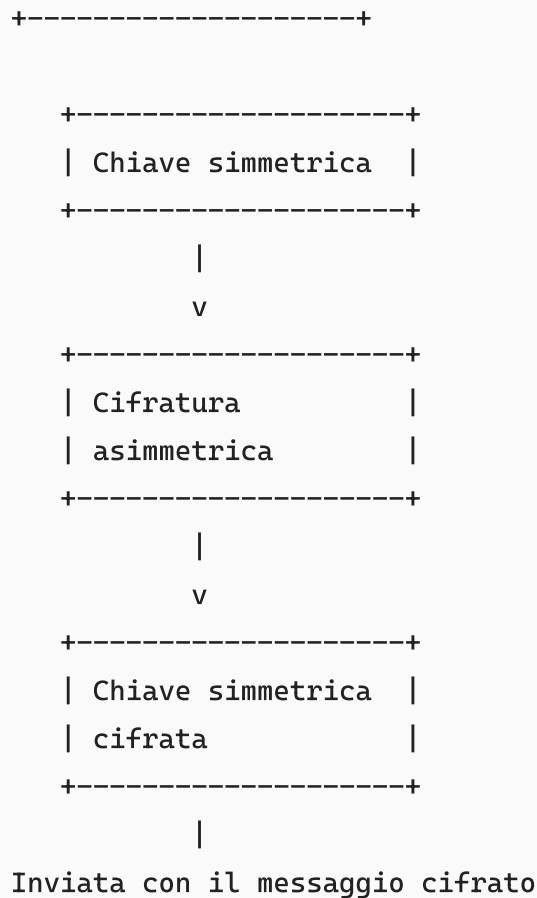 +--------------------+
+--------------------+
| Chiave simmetrica  |
+--------------------+
|
v
+--------------------+
| Cifratura          |
| asimmetrica        |
+--------------------+
|
v
+--------------------+
| Chiave simmetrica  |
| cifrata            |
+--------------------+
|
Inviata con il messaggio cifrato